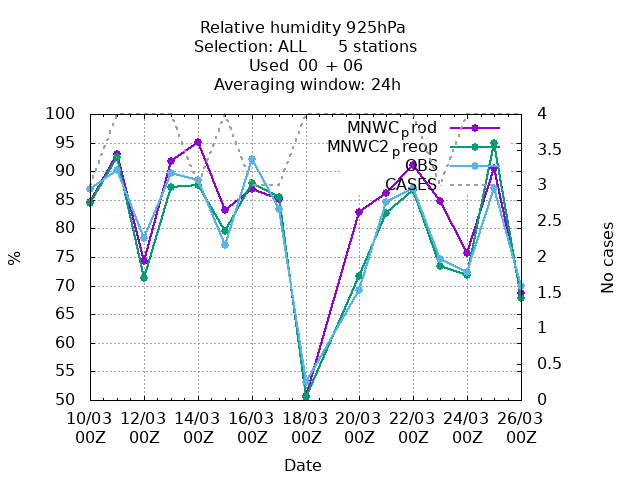 Relative humidity 925hPa
Selection: ALL 5 stations
Used 00 + 06
Averaging window: 24h
MNWC_prod
MNWC2_preop
OBS
CASES
%
100
95
90
85
80
75
70
65
60
55
50
4
3.5
3
2.5
2
1.5
1
0.5
0
No cases
10/03 12/03 14/03 16/03 18/03 20/03 22/03 24/03 26/03
00Z 00Z 00Z 00Z 00Z 00Z 00Z 00Z 00Z
Date